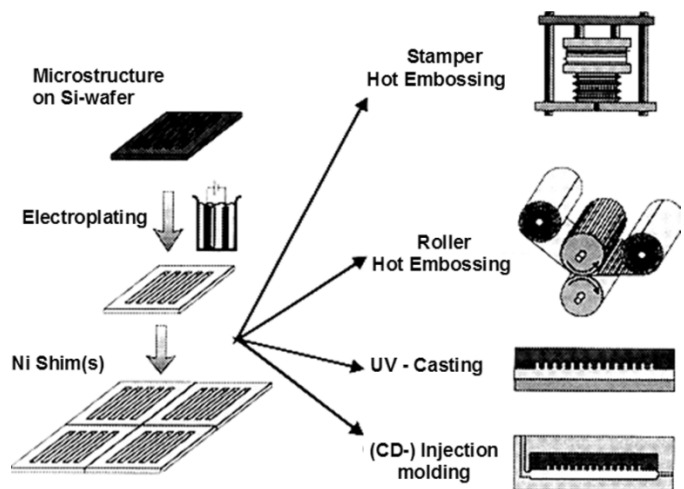 Microstructure
on Si-wafer
Electroplating
Ni Shim(s)
Stamper
Hot Embossing
Roller
Hot Embossing
UV - Casting
(CD-) Injection
molding